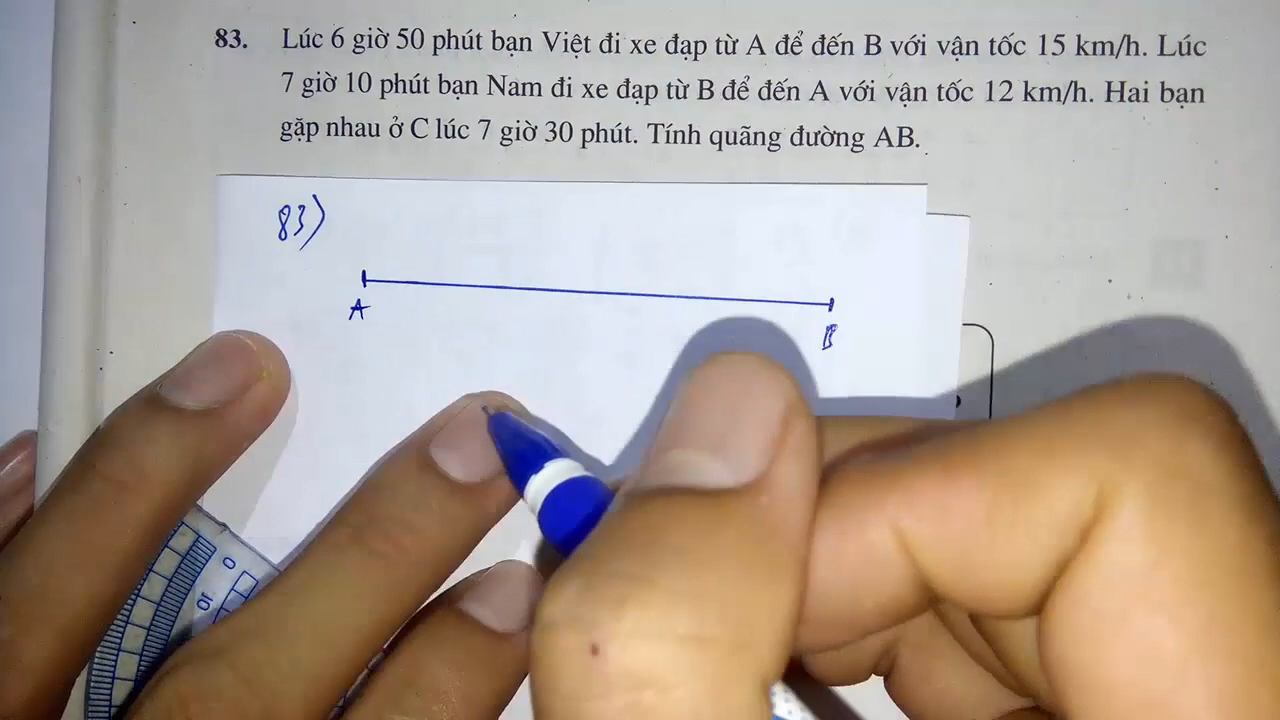 83. Lúc 6 giờ 50 phút bạn Việt đi xe đạp từ A để đến B với vận tốc 15 km/h. Lúc
7 giờ 10 phút bạn Nam đi xe đạp từ B để đến A với vận tốc 12 km/h. Hai bạn
gặp nhau ở C lúc 7 giờ 30 phút. Tính quãng đường AB.
83)
A
B
0
10